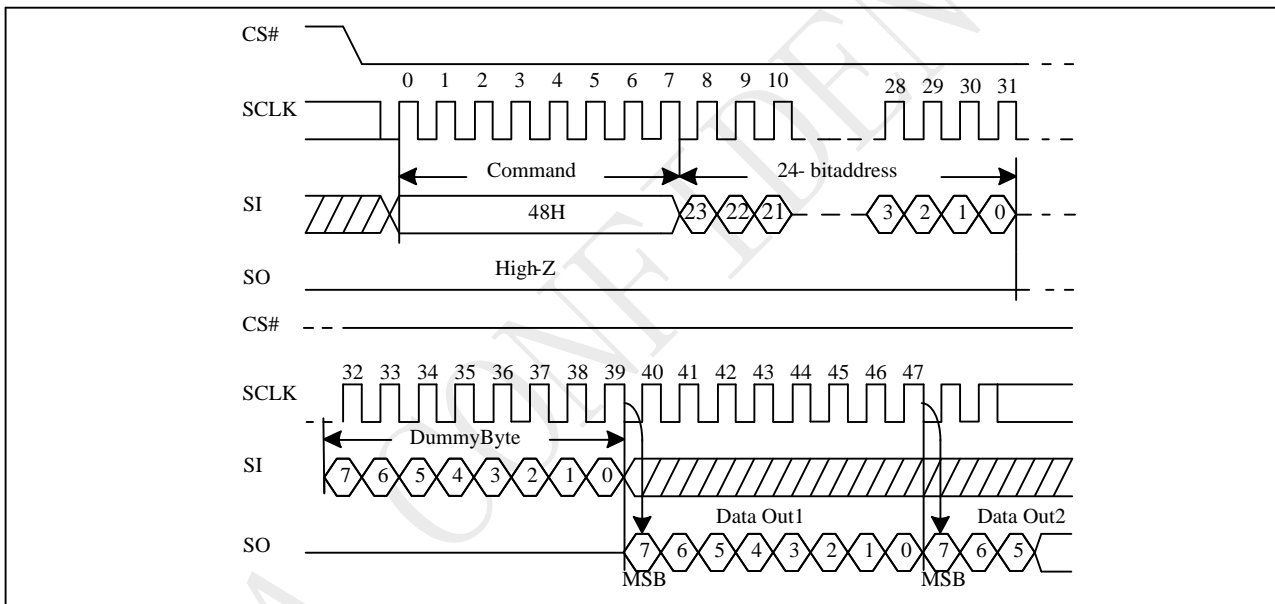 CS#
0 1 2 3 4 5 6 7 8 9 10 28 29 30 31
SCLK
Command 24- bitaddress
SI 48H 23 22 21 3 2 1 0
High-Z
SO
CS#
32 33 34 35 36 37 38 39 40 41 42 43 44 45 46 47
SCLK
DummyByte
SI 7 6 5 4 3 2 1 0
Data Out1 Data Out2
SO 7 6 5 4 3 2 1 0 7 6 5
MSB MSB